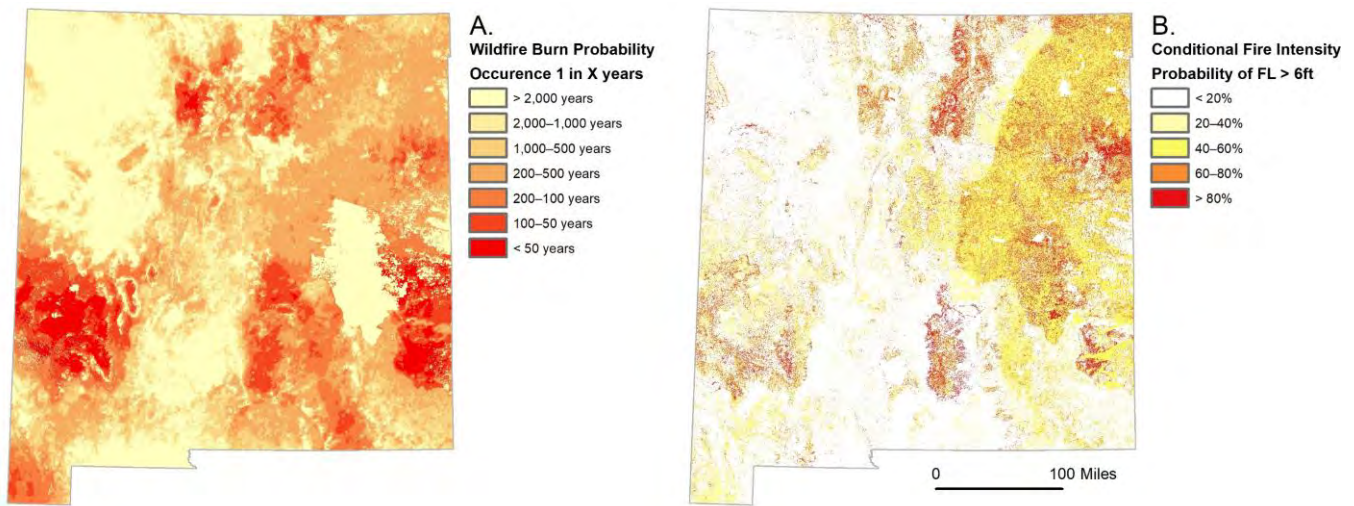 A.
Wildfire Burn Probability
Occurence 1 in X years
> 2,000 years
2,000–1,000 years
1,000–500 years
200–500 years
200–100 years
100–50 years
< 50 years
B.
Conditional Fire Intensity
Probability of FL > 6ft
< 20%
20–40%
40–60%
60–80%
> 80%
0 100 Miles